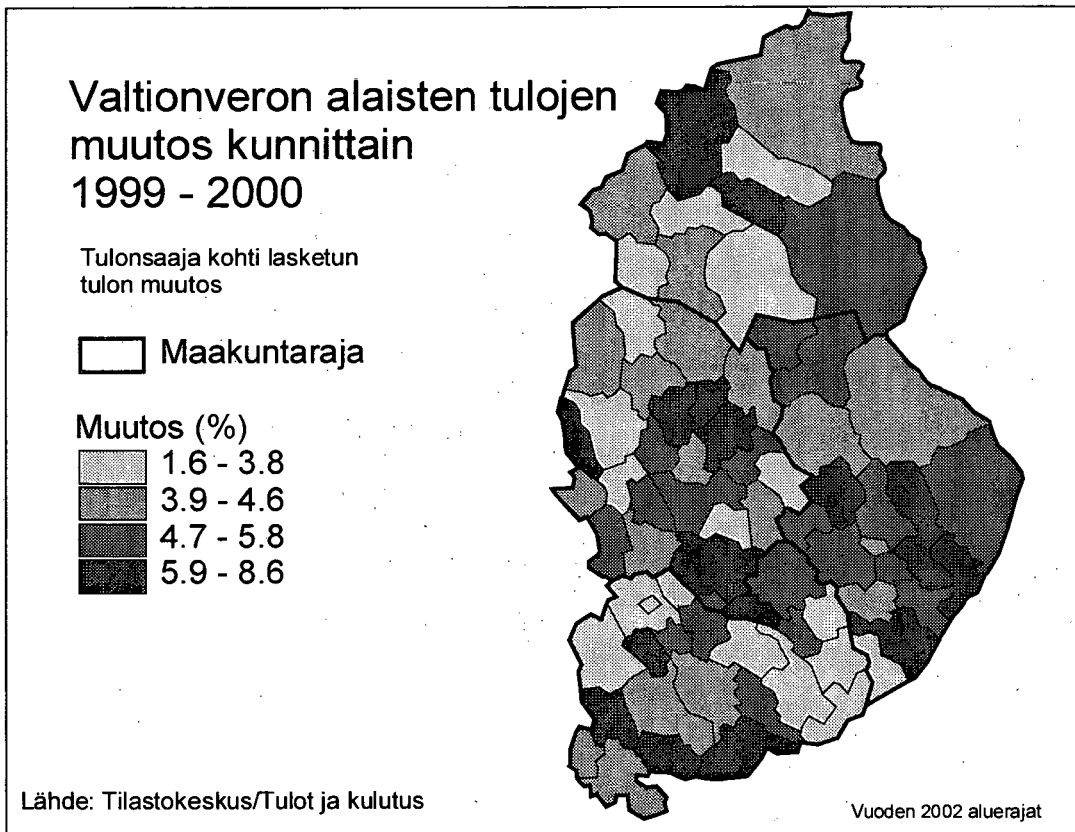 Valtionveron alaisten tulojen
muutos kunnittain
1999 - 2000
Tulonsaaja kohti lasketun
tulon muutos
Maakuntaraja
Muutos (%)
1.6 - 3.8
3.9 - 4.6
4.7 - 5.8
5.9 - 8.6
Lähde: Tilastokeskus/Tulot ja kulutus
Vuoden 2002 aluerajat